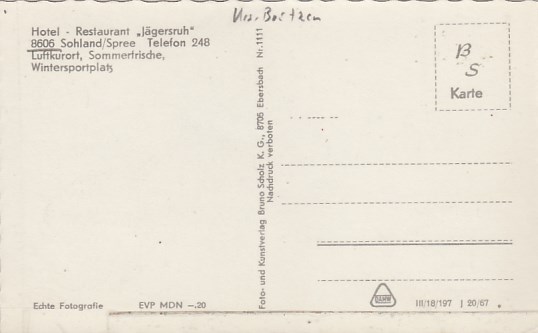 Krs. Bautzen
Hotel - Restaurant „Jägersruh"
8606 Sohland/Spree Telefon 248
Luftkurort, Sommerfrische,
Wintersportplatz
B
S
Karte
Foto- und Kunstverlag Bruno Scholz K. G., 8706 Ebersbach Nr. 1111
Nachdruck verboten
Echte Fotografie EVP MDN —.20
III/18/197 J 20/67